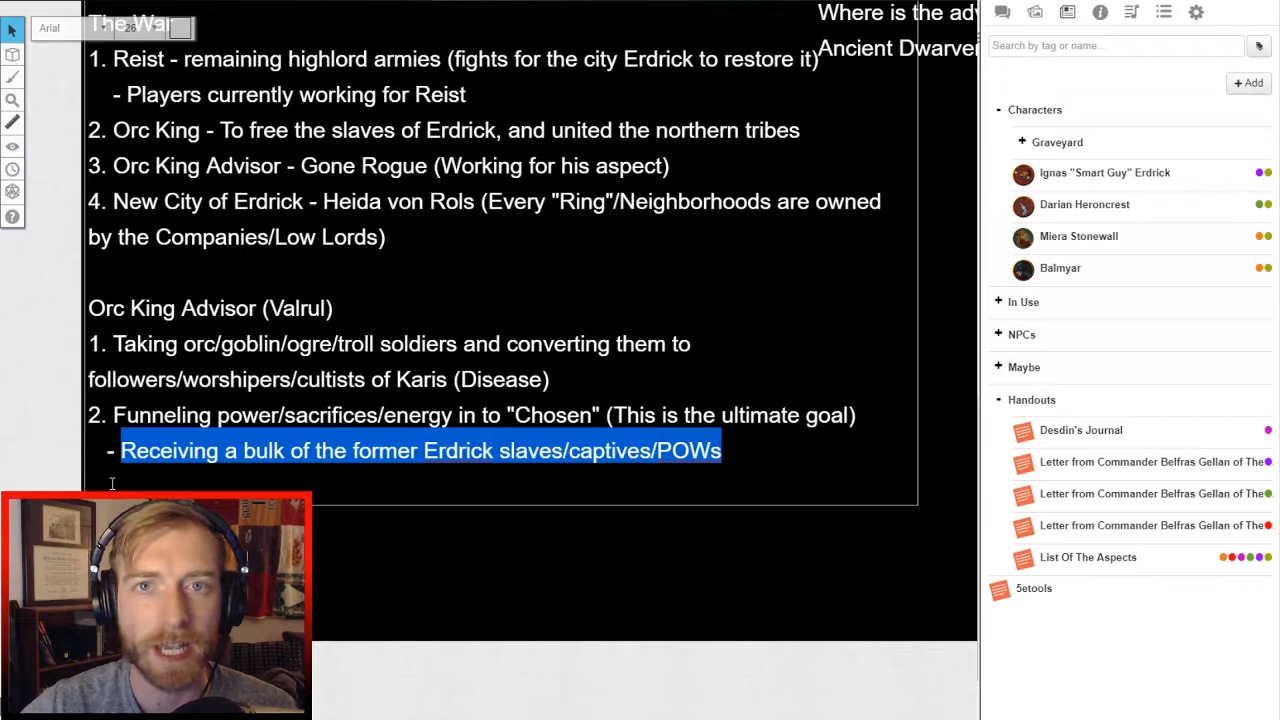 The War
Arial
26
1. Reist - remaining highlord armies (fights for the city Erdrick to restore it)
- Players currently working for Reist
2. Orc King - To free the slaves of Erdrick, and united the northern tribes
3. Orc King Advisor - Gone Rogue (Working for his aspect)
4. New City of Erdrick - Heida von Rols (Every "Ring"/Neighborhoods are owned
by the Companies/Low Lords)
Orc King Advisor (Valrul)
1. Taking orc/goblin/ogre/troll soldiers and converting them to
followers/worshipers/cultists of Karis (Disease)
2. Funneling power/sacrifices/energy in to "Chosen" (This is the ultimate goal)
- Receiving a bulk of the former Erdrick slaves/captives/POWs
Where is the adv
Ancient Dwarven
Search by tag or name...
+ Add
- Characters
+ Graveyard
Ignas "Smart Guy" Erdrick
Darian Heroncrest
Miera Stonewall
Balmyar
+ In Use
+ NPCs
+ Maybe
- Handouts
Desdin's Journal
Letter from Commander Belfras Gellan of The
Letter from Commander Belfras Gellan of The
Letter from Commander Belfras Gellan of The
List Of The Aspects
5etools